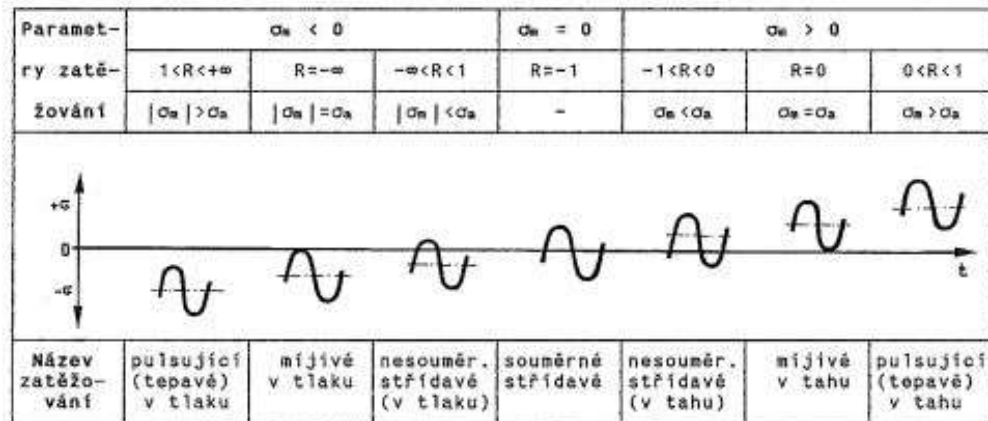 Paramet- σm < 0 σm = 0 σm > 0
ry zatě- 1<R<+∞ R=-∞ -∞<R<1 R=-1 -1<R<0 R=0 0<R<1
žování |σm|>σa |σm|=σa |σm|<σa - σm<σa σm=σa σm>σa
+σ
0
-σ
t
Název pulsující míjivé nesouměr. souměrné nesouměr. míjivé pulsující
zatěžo- (tepavé) v tlaku střídavé střídavé střídavé v tahu (tepavé)
vání v tlaku (v tlaku) (v tahu) v tahu